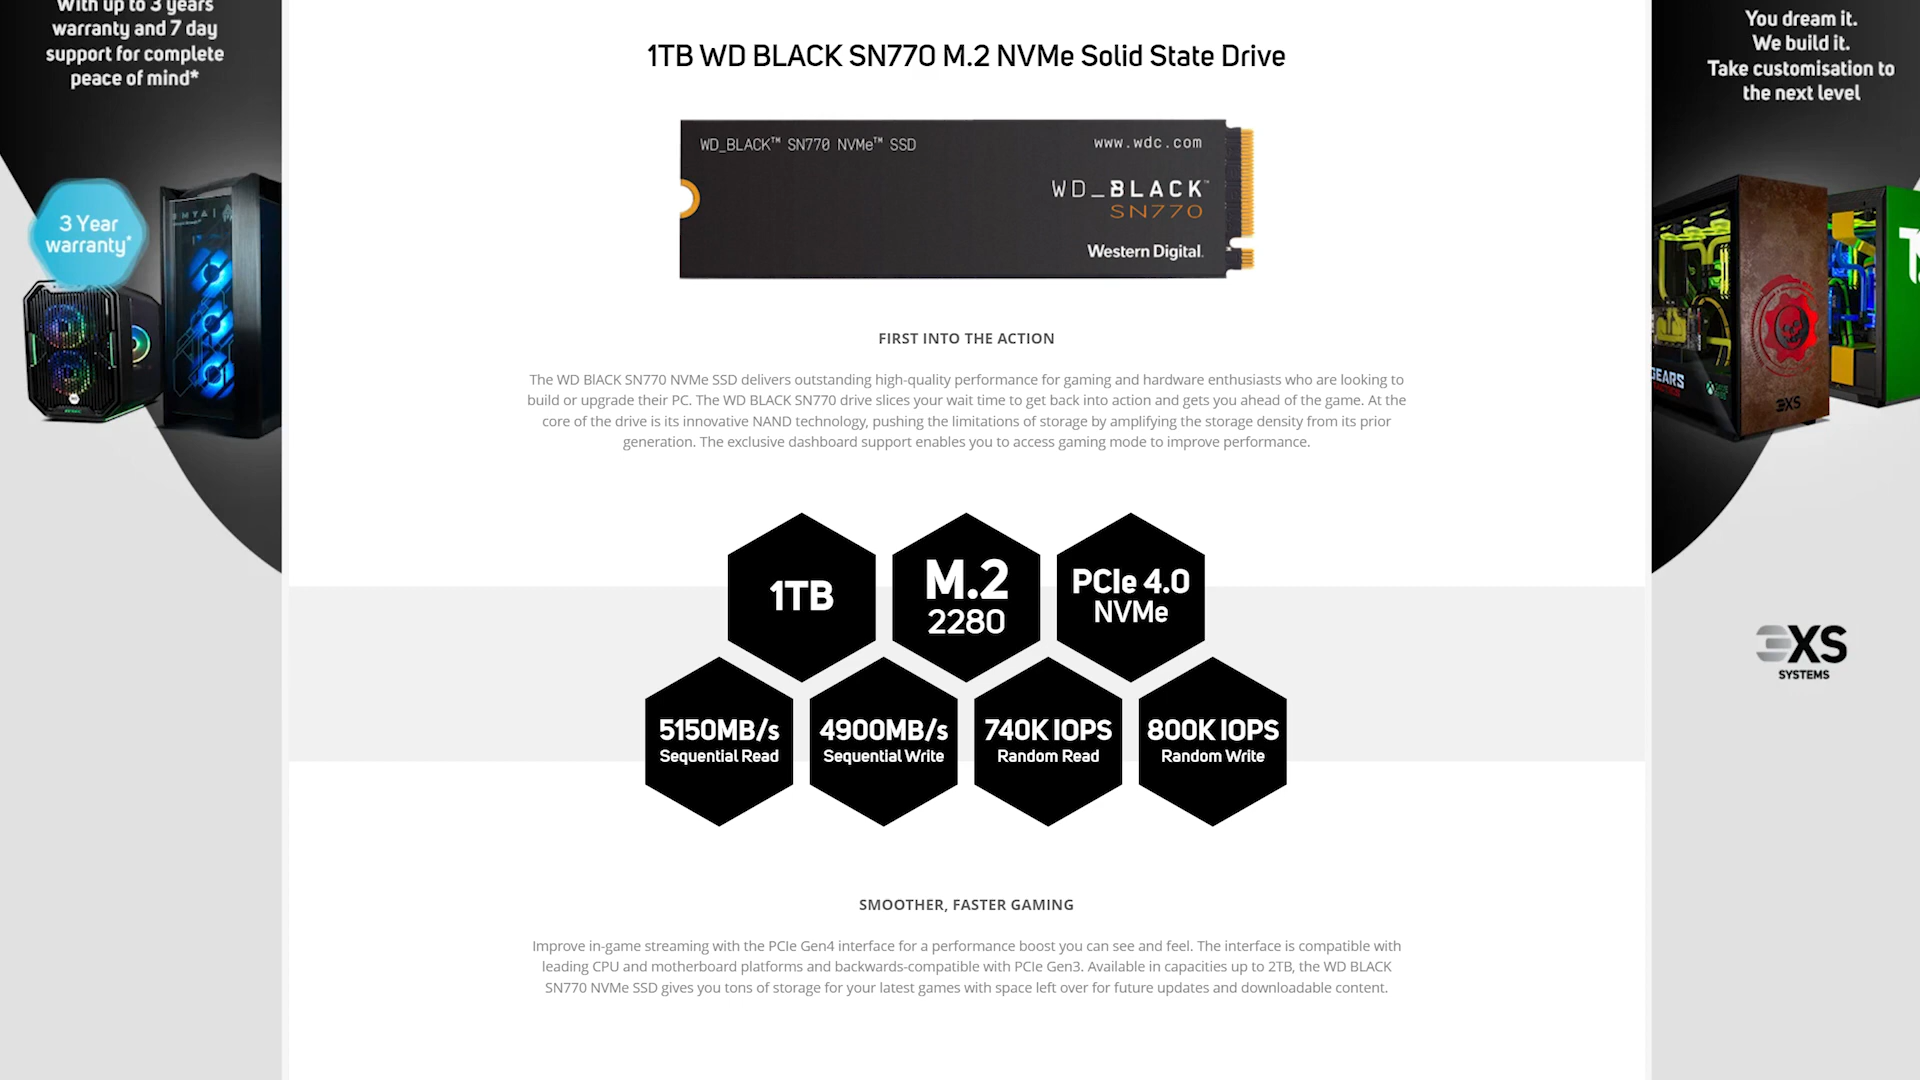 With up to 3 years
warranty and 7 day
support for complete
peace of mind*
3 Year
warranty*
1TB WD BLACK SN770 M.2 NVMe Solid State Drive
WD_BLACK™ SN770 NVMe™ SSD
www.wdc.com
WD_BLACK™
SN770
Western Digital.
FIRST INTO THE ACTION
The WD BlACK SN770 NVMe SSD delivers outstanding high-quality performance for gaming and hardware enthusiasts who are looking to
build or upgrade their PC. The WD BLACK SN770 drive slices your wait time to get back into action and gets you ahead of the game. At the
core of the drive is its innovative NAND technology, pushing the limitations of storage by amplifying the storage density from its prior
generation. The exclusive dashboard support enables you to access gaming mode to improve performance.
1TB
M.2
2280
PCIe 4.0
NVMe
5150MB/s
Sequential Read
4900MB/s
Sequential Write
740K IOPS
Random Read
800K IOPS
Random Write
SMOOTHER, FASTER GAMING
Improve in-game streaming with the PCIe Gen4 interface for a performance boost you can see and feel. The interface is compatible with
leading CPU and motherboard platforms and backwards-compatible with PCIe Gen3. Available in capacities up to 2TB, the WD BLACK
SN770 NVMe SSD gives you tons of storage for your latest games with space left over for future updates and downloadable content.
You dream it.
We build it.
Take customisation to
the next level
GEARS
3XS
3XS
SYSTEMS